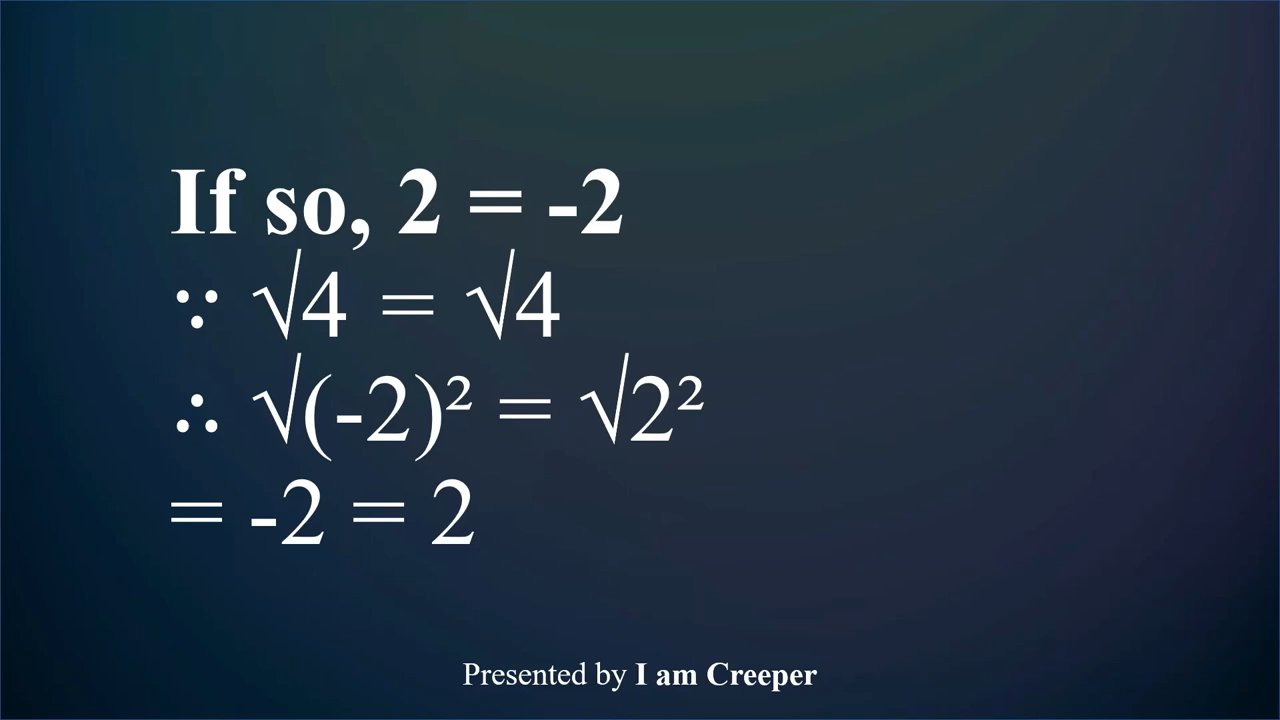 If so, 2 = -2
∵ √4 = √4
∴ √(-2)² = √2²
= -2 = 2
Presented by I am Creeper